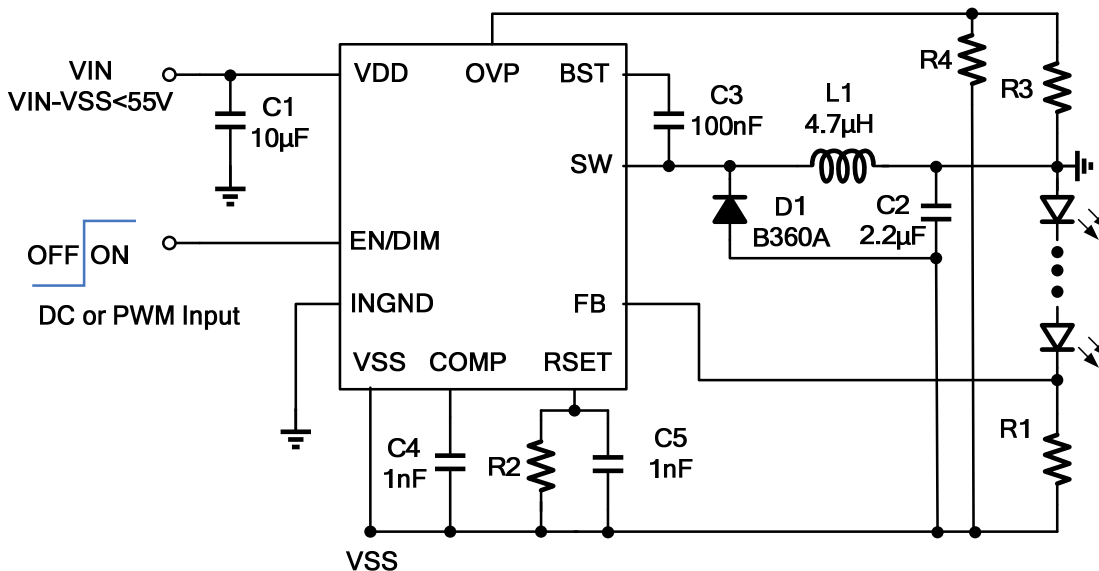 VIN
VIN-VSS<55V
C1
10µF
OFF ON
DC or PWM Input
VDD
OVP
BST
SW
EN/DIM
INGND
FB
VSS
COMP
RSET
C3
100nF
L1
4.7µH
R4
R3
D1
B360A
C2
2.2µF
C4
1nF
R2
C5
1nF
R1
VSS